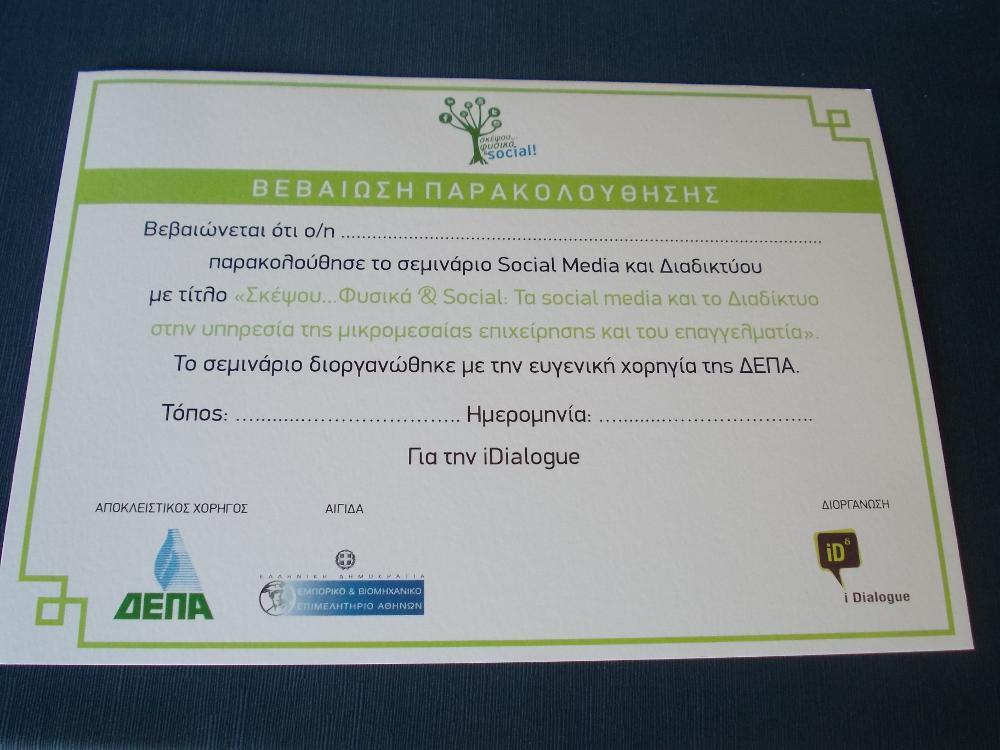 σκέψου...
φυσικά
&social!
ΒΕΒΑΙΩΣΗ ΠΑΡΑΚΟΛΟΥΘΗΣΗΣ
Βεβαιώνεται ότι ο/η ..........................................................................................
παρακολούθησε το σεμινάριο Social Media και Διαδικτύου
με τίτλο «Σκέψου...Φυσικά & Social: Τα social media και το Διαδίκτυο
στην υπηρεσία της μικρομεσαίας επιχείρησης και του επαγγελματία».
Το σεμινάριο διοργανώθηκε με την ευγενική χορηγία της ΔΕΠΑ.
Τόπος: ........................................ Ημερομηνία: ......................................
Για την iDialogue
ΑΠΟΚΛΕΙΣΤΙΚΟΣ ΧΟΡΗΓΟΣ ΑΙΓΙΔΑ ΔΙΟΡΓΑΝΩΣΗ
ΔΕΠΑ
ΕΛΛΗΝΙΚΗ ΔΗΜΟΚΡΑΤΙΑ
ΕΜΠΟΡΙΚΟ & ΒΙΟΜΗΧΑΝΙΚΟ
ΕΠΙΜΕΛΗΤΗΡΙΟ ΑΘΗΝΩΝ
iD δ
i Dialogue